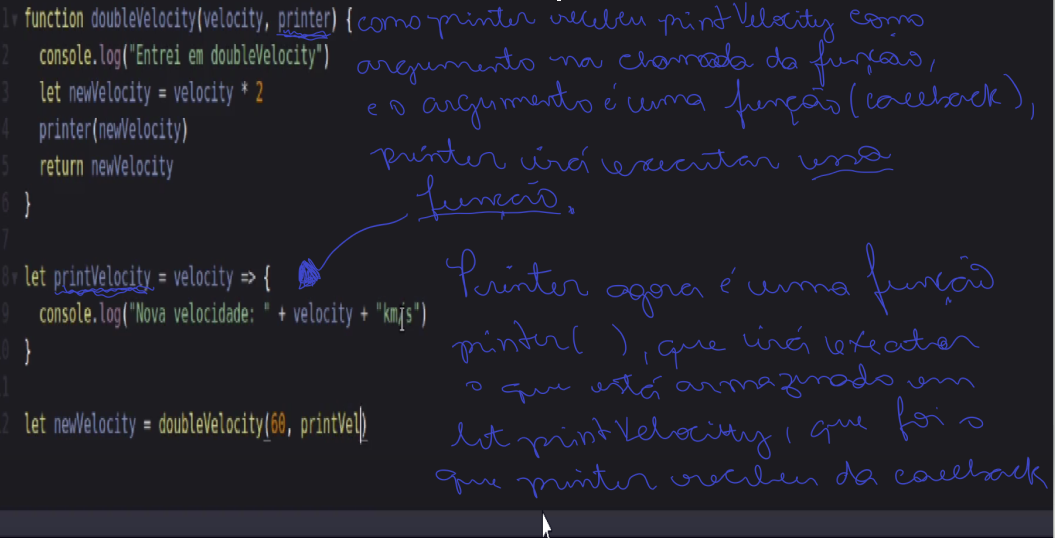 1 function doubleVelocity(velocity, printer) { como printer recebeu printVelocity como
2 console.log("Entrei em doubleVelocity") argumento na chamada da função,
3 let newVelocity = velocity * 2 e o argumento é uma função (callback),
4 printer(newVelocity)
printer irá executar essa
5 return newVelocity
função.
6 }
7
8 let printVelocity = velocity => {
Printer agora é uma função
9 console.log("Nova velocidade: " + velocity + "km/s")
printer( ), que irá executar
0 }
o que está armazenado em
1
2 let newVelocity = doubleVelocity(60, printVel)
let printVelocity, que foi o
que printer recebeu da callback